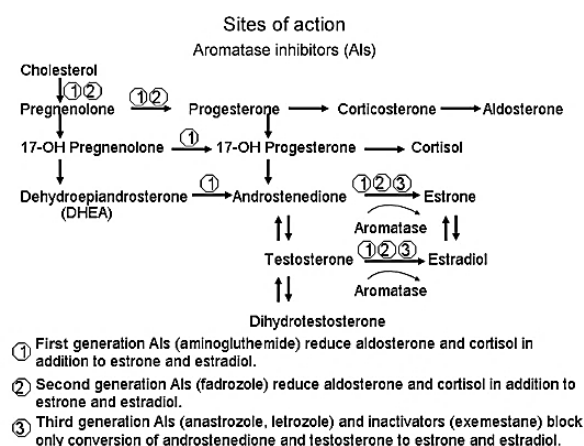 Sites of action
Aromatase inhibitors (AIs)
Cholesterol
①②
Pregnenolone ①② Progesterone Corticosterone Aldosterone
17-OH Pregnenolone ① 17-OH Progesterone Cortisol
Dehydroepiandrosterone ① Androstenedione ①②③ Estrone
(DHEA)
Aromatase
Testosterone ①②③ Estradiol
Aromatase
Dihydrotestosterone
① First generation AIs (aminogluthemide) reduce aldosterone and cortisol in
addition to estrone and estradiol.
② Second generation AIs (fadrozole) reduce aldosterone and cortisol in addition to
estrone and estradiol.
③ Third generation AIs (anastrozole, letrozole) and inactivators (exemestane) block
only conversion of androstenedione and testosterone to estrone and estradiol.